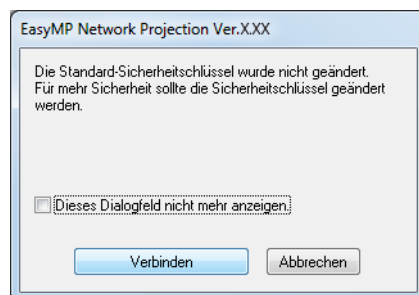 EasyMP Network Projection Ver.X.XX
Die Standard-Sicherheitschlüssel wurde nicht geändert.
Für mehr Sicherheit sollte die Sicherheitschlüssel geändert
werden.
Dieses Dialogfeld nicht mehr anzeigen.
Verbinden
Abbrechen